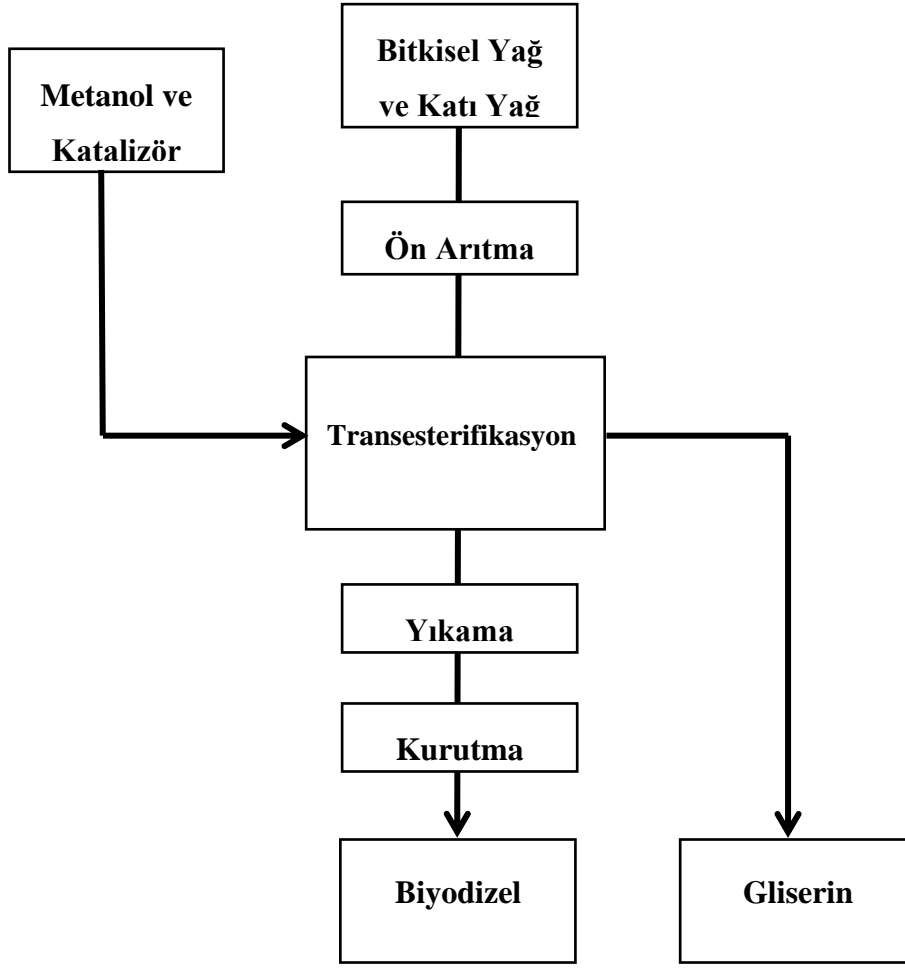 Bitkisel Yağ
ve Katı Yağ
Metanol ve
Katalizör
Ön Arıtma
Transesterifikasyon
Yıkama
Kurutma
Biyodizel
Gliserin